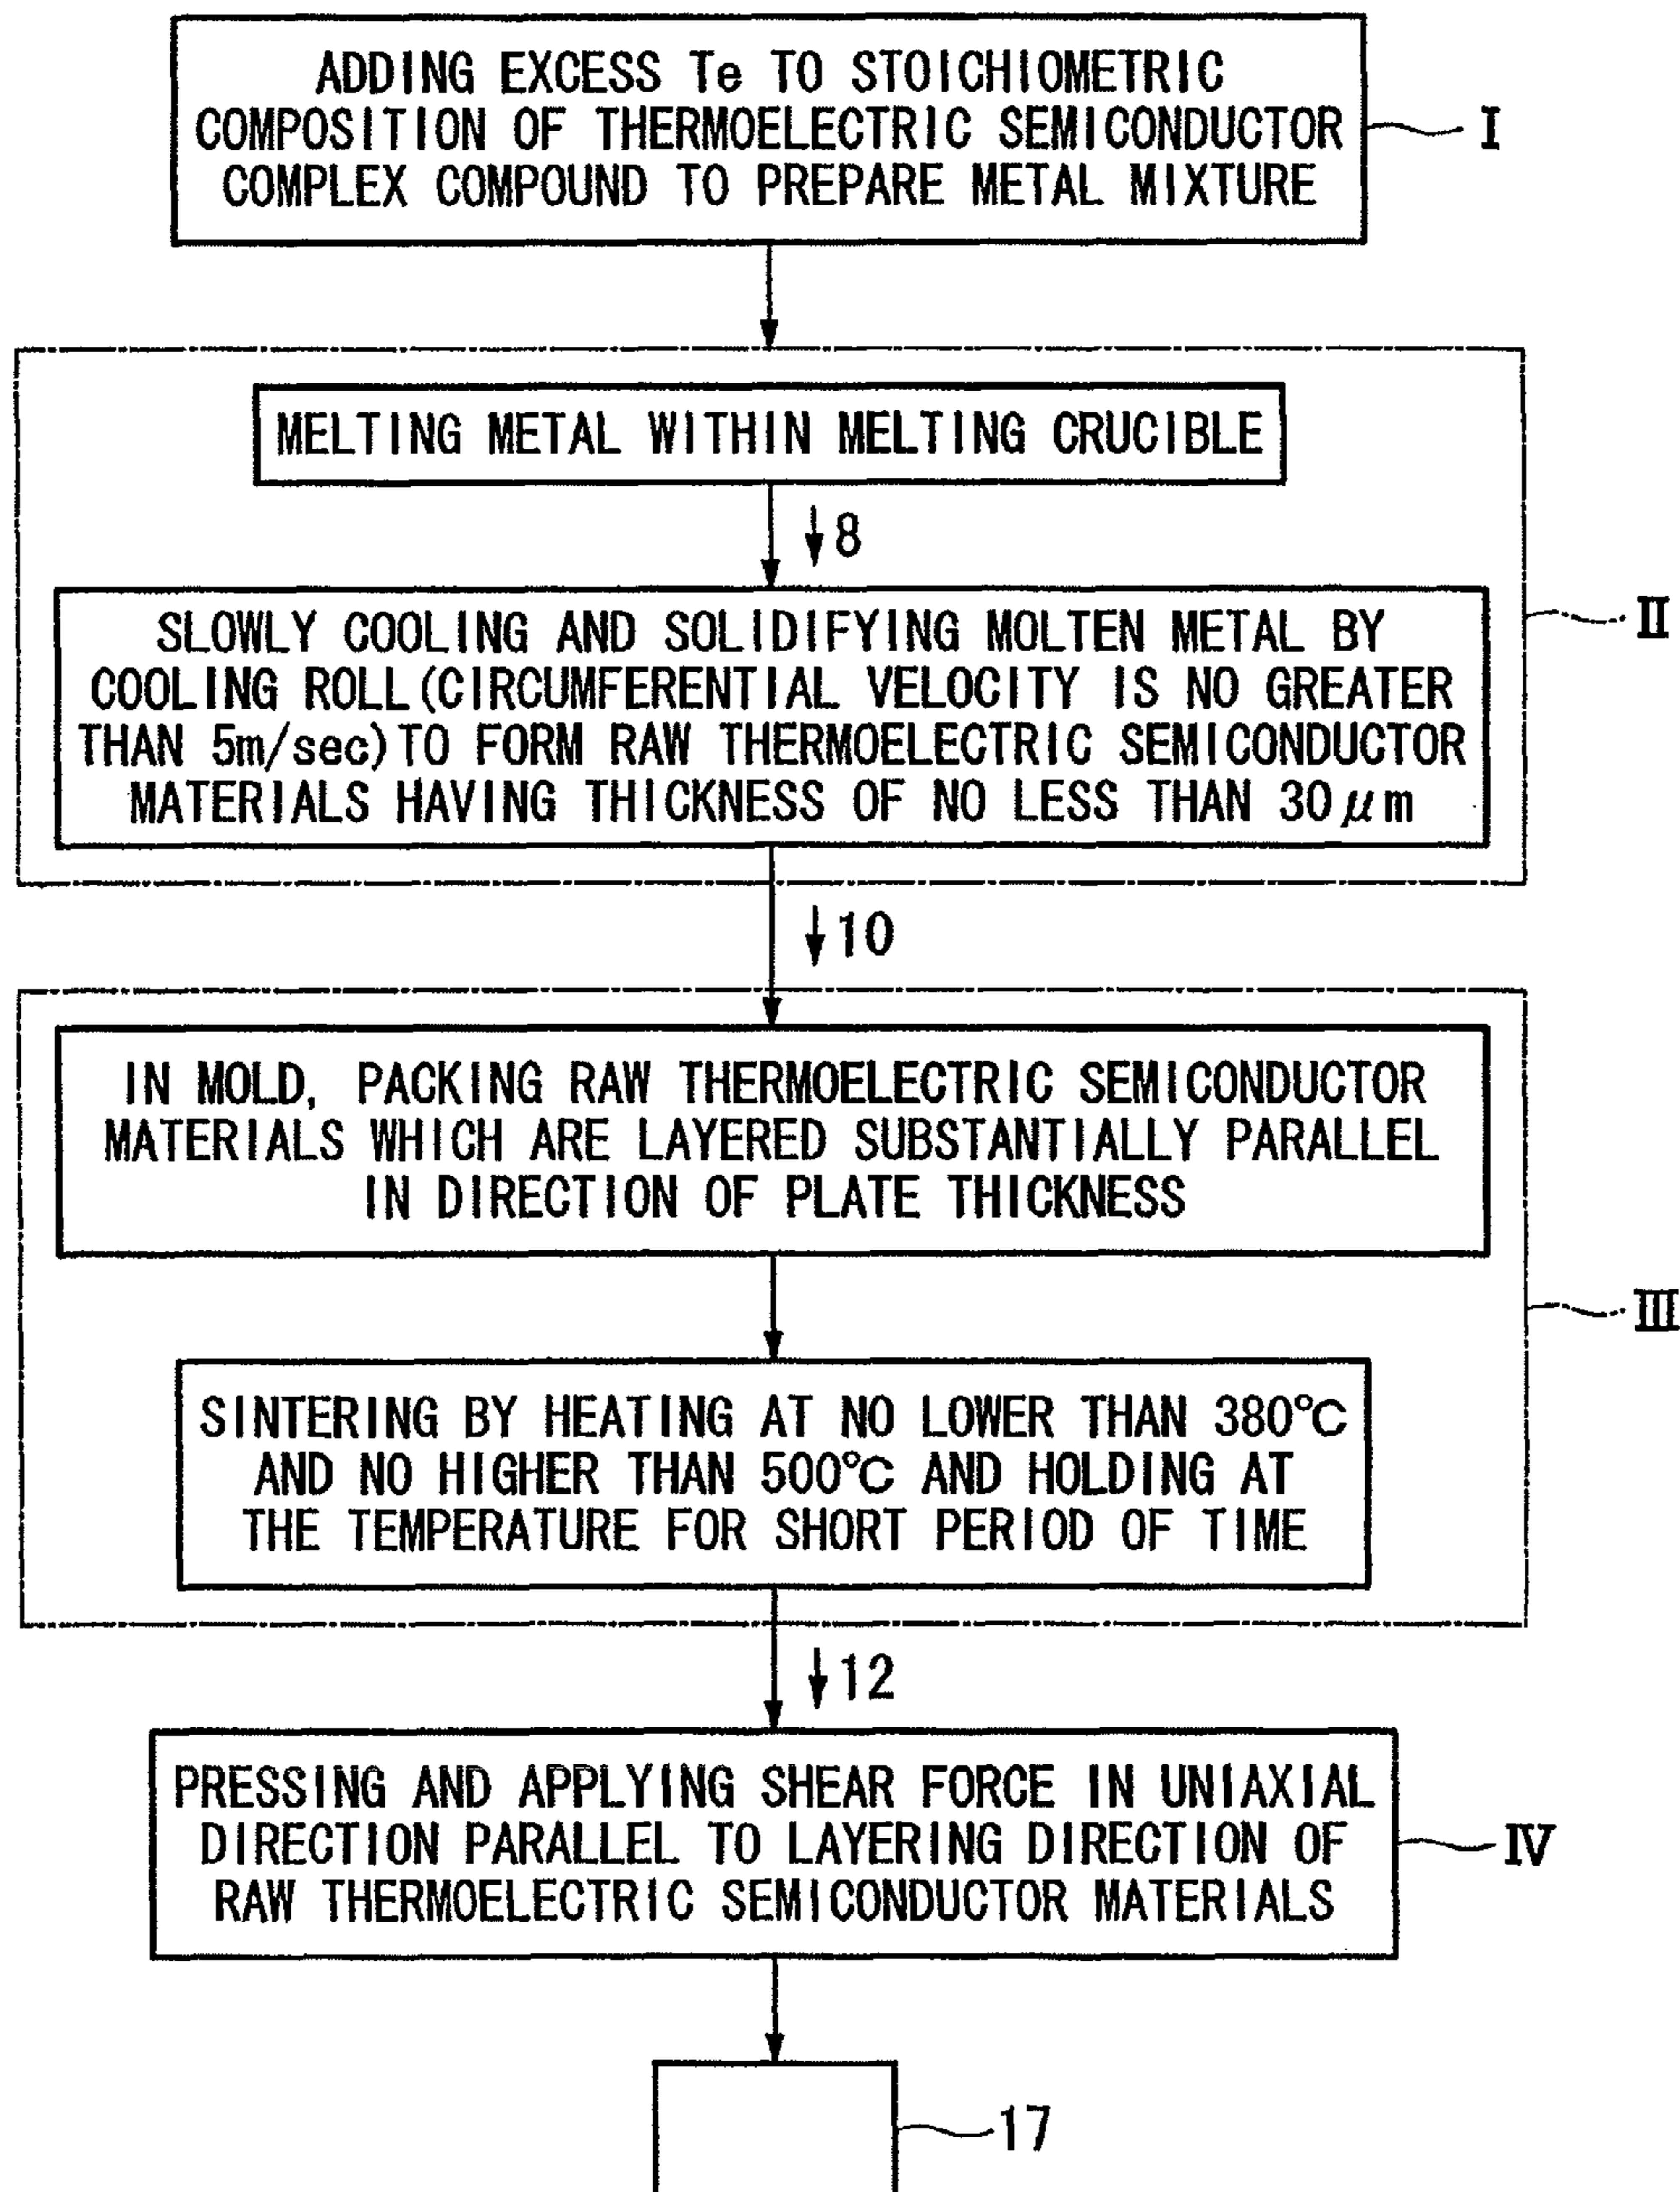 ADDING EXCESS Te TO STOICHIOMETRIC
COMPOSITION OF THERMOELECTRIC SEMICONDUCTOR
COMPLEX COMPOUND TO PREPARE METAL MIXTURE
I
MELTING METAL WITHIN MELTING CRUCIBLE
8
SLOWLY COOLING AND SOLIDIFYING MOLTEN METAL BY
COOLING ROLL(CIRCUMFERENTIAL VELOCITY IS NO GREATER
THAN 5m/sec)TO FORM RAW THERMOELECTRIC SEMICONDUCTOR
MATERIALS HAVING THICKNESS OF NO LESS THAN 30μm
II
10
IN MOLD, PACKING RAW THERMOELECTRIC SEMICONDUCTOR
MATERIALS WHICH ARE LAYERED SUBSTANTIALLY PARALLEL
IN DIRECTION OF PLATE THICKNESS
III
SINTERING BY HEATING AT NO LOWER THAN 380℃
AND NO HIGHER THAN 500℃ AND HOLDING AT
THE TEMPERATURE FOR SHORT PERIOD OF TIME
12
PRESSING AND APPLYING SHEAR FORCE IN UNIAXIAL
DIRECTION PARALLEL TO LAYERING DIRECTION OF
RAW THERMOELECTRIC SEMICONDUCTOR MATERIALS
IV
17